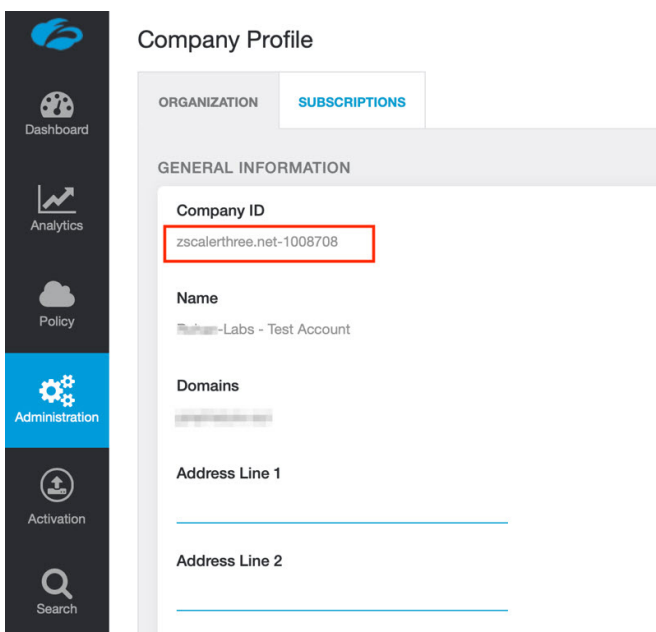 Company Profile
Dashboard
Analytics
Policy
Administration
Activation
Search
ORGANIZATION
SUBSCRIPTIONS
GENERAL INFORMATION
Company ID
zscalerthree.net-1008708
Name
-Labs - Test Account
Domains
Address Line 1
Address Line 2